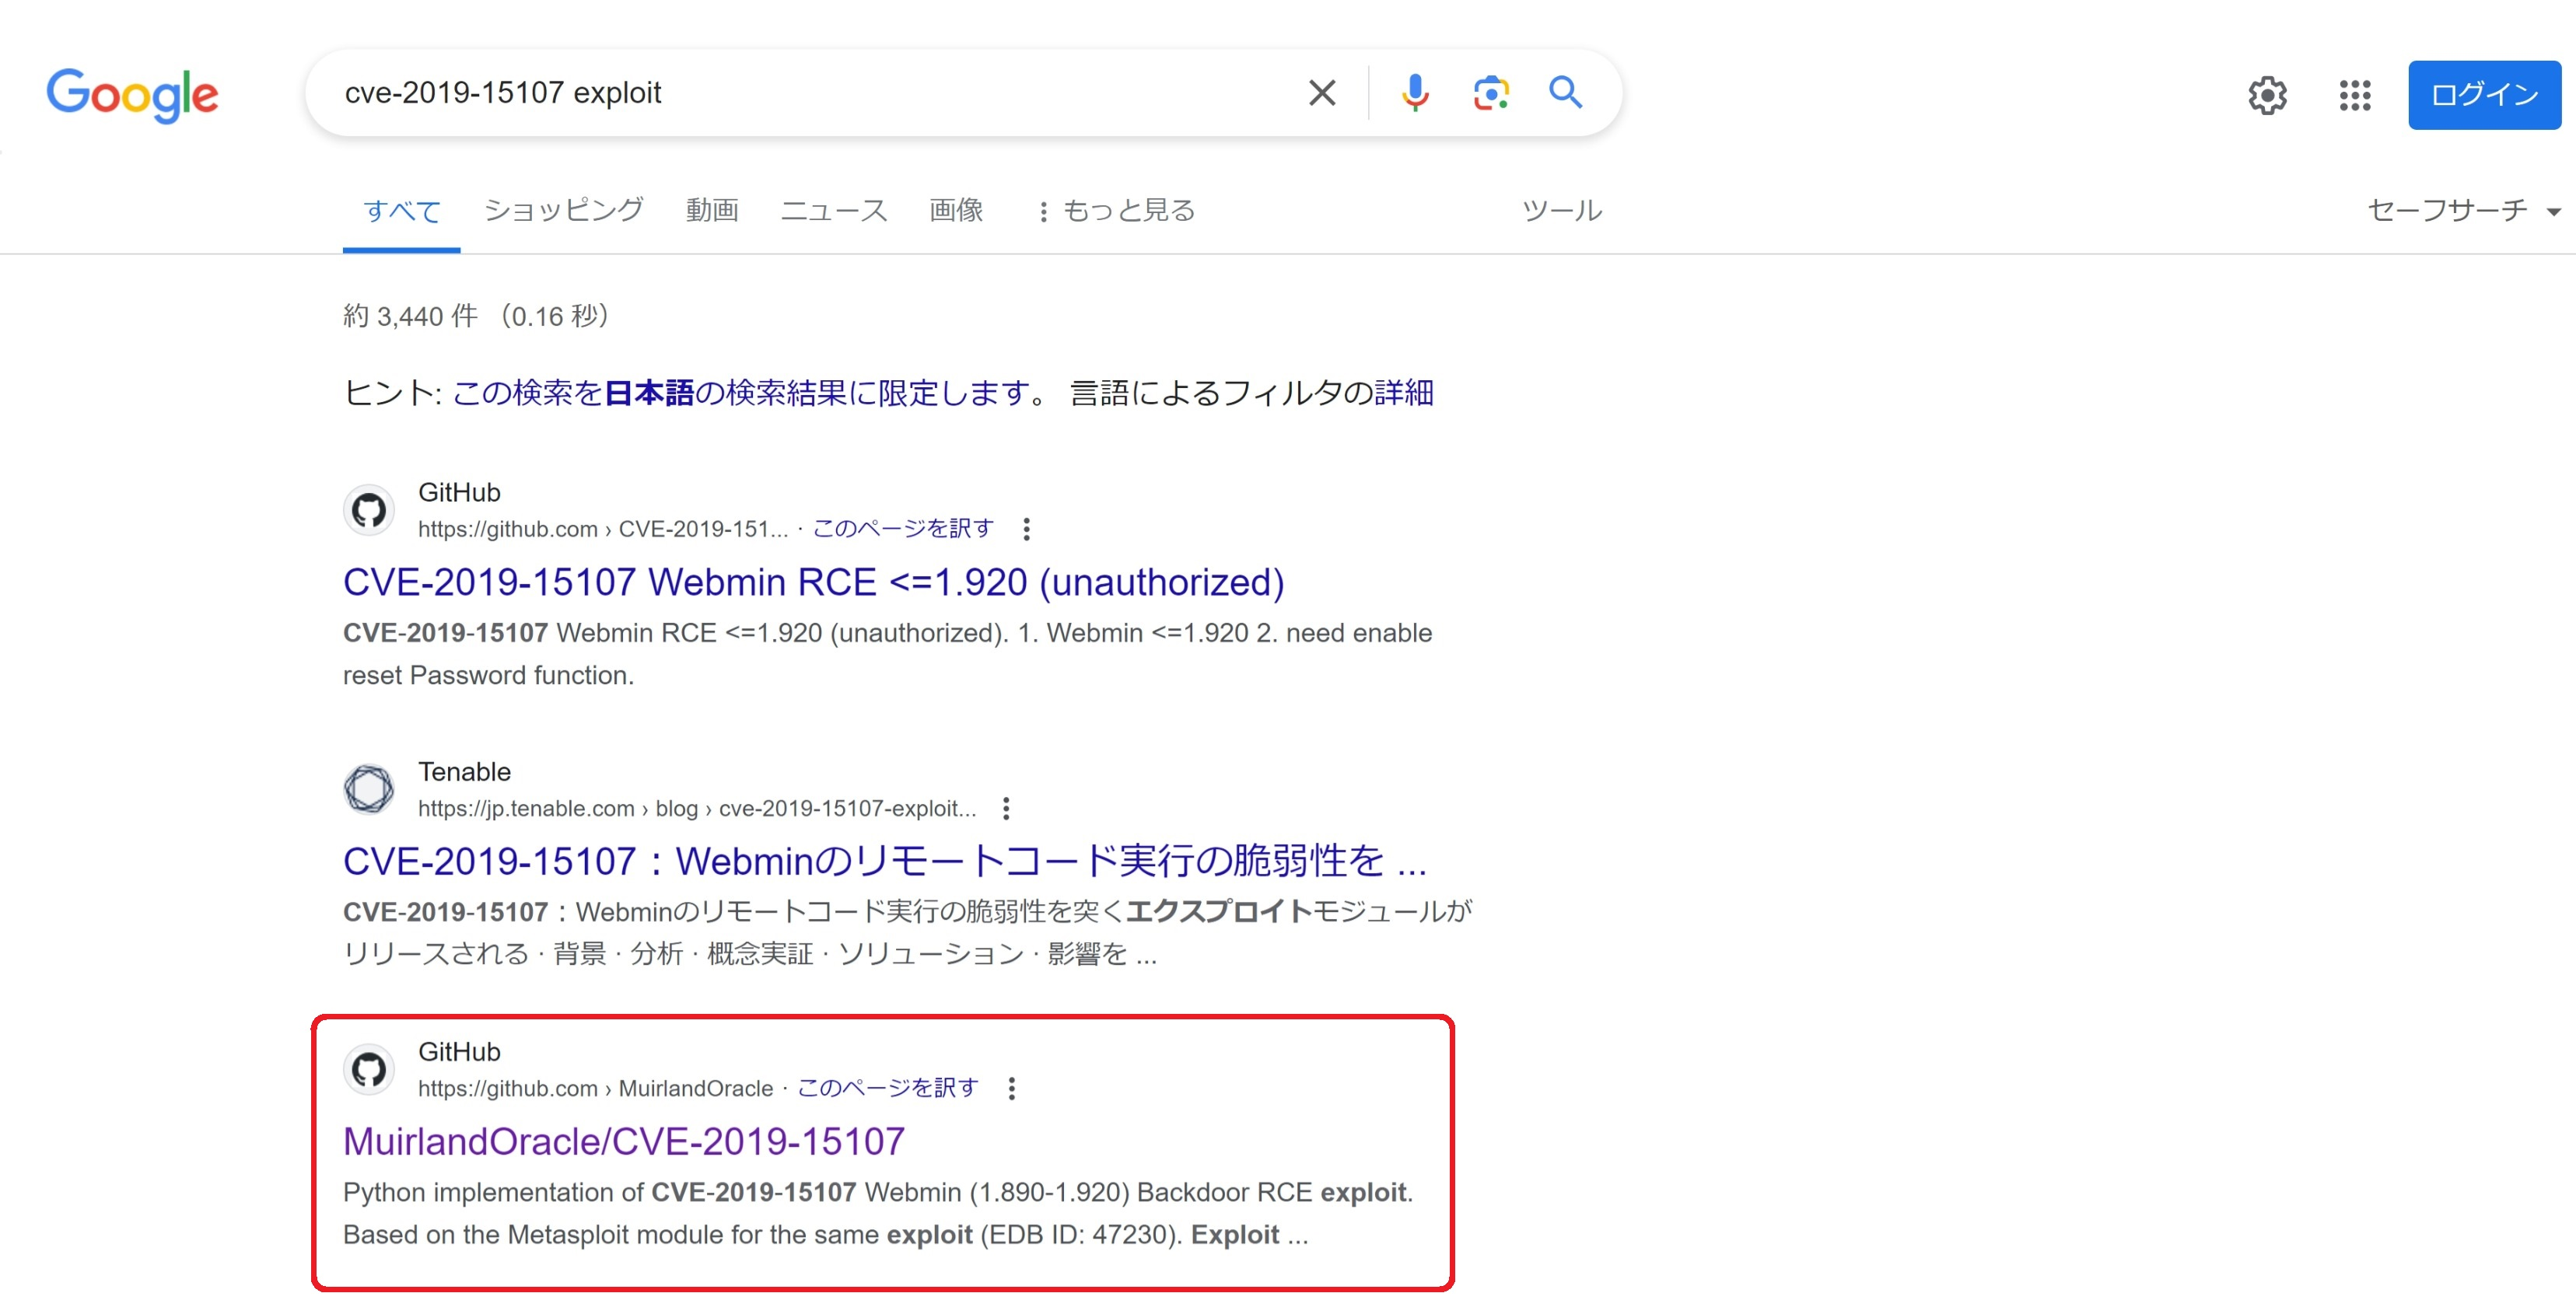 Google
cve-2019-15107 exploit
ログイン
すべて ショッピング 動画 ニュース 画像 もっと見る ツール セーフサーチ
約 3,440 件 （0.16 秒）
ヒント: この検索を日本語の検索結果に限定します。 言語によるフィルタの詳細
GitHub
https://github.com › CVE-2019-151... · このページを訳す
CVE-2019-15107 Webmin RCE <=1.920 (unauthorized)
CVE-2019-15107 Webmin RCE <=1.920 (unauthorized). 1. Webmin <=1.920 2. need enable
reset Password function.
Tenable
https://jp.tenable.com › blog › cve-2019-15107-exploit...
CVE-2019-15107：Webminのリモートコード実行の脆弱性を ...
CVE-2019-15107：Webminのリモートコード実行の脆弱性を突くエクスプロイトモジュールが
リリースされる · 背景 · 分析 · 概念実証 · ソリューション · 影響を ...
GitHub
https://github.com › MuirlandOracle · このページを訳す
MuirlandOracle/CVE-2019-15107
Python implementation of CVE-2019-15107 Webmin (1.890-1.920) Backdoor RCE exploit.
Based on the Metasploit module for the same exploit (EDB ID: 47230). Exploit ...